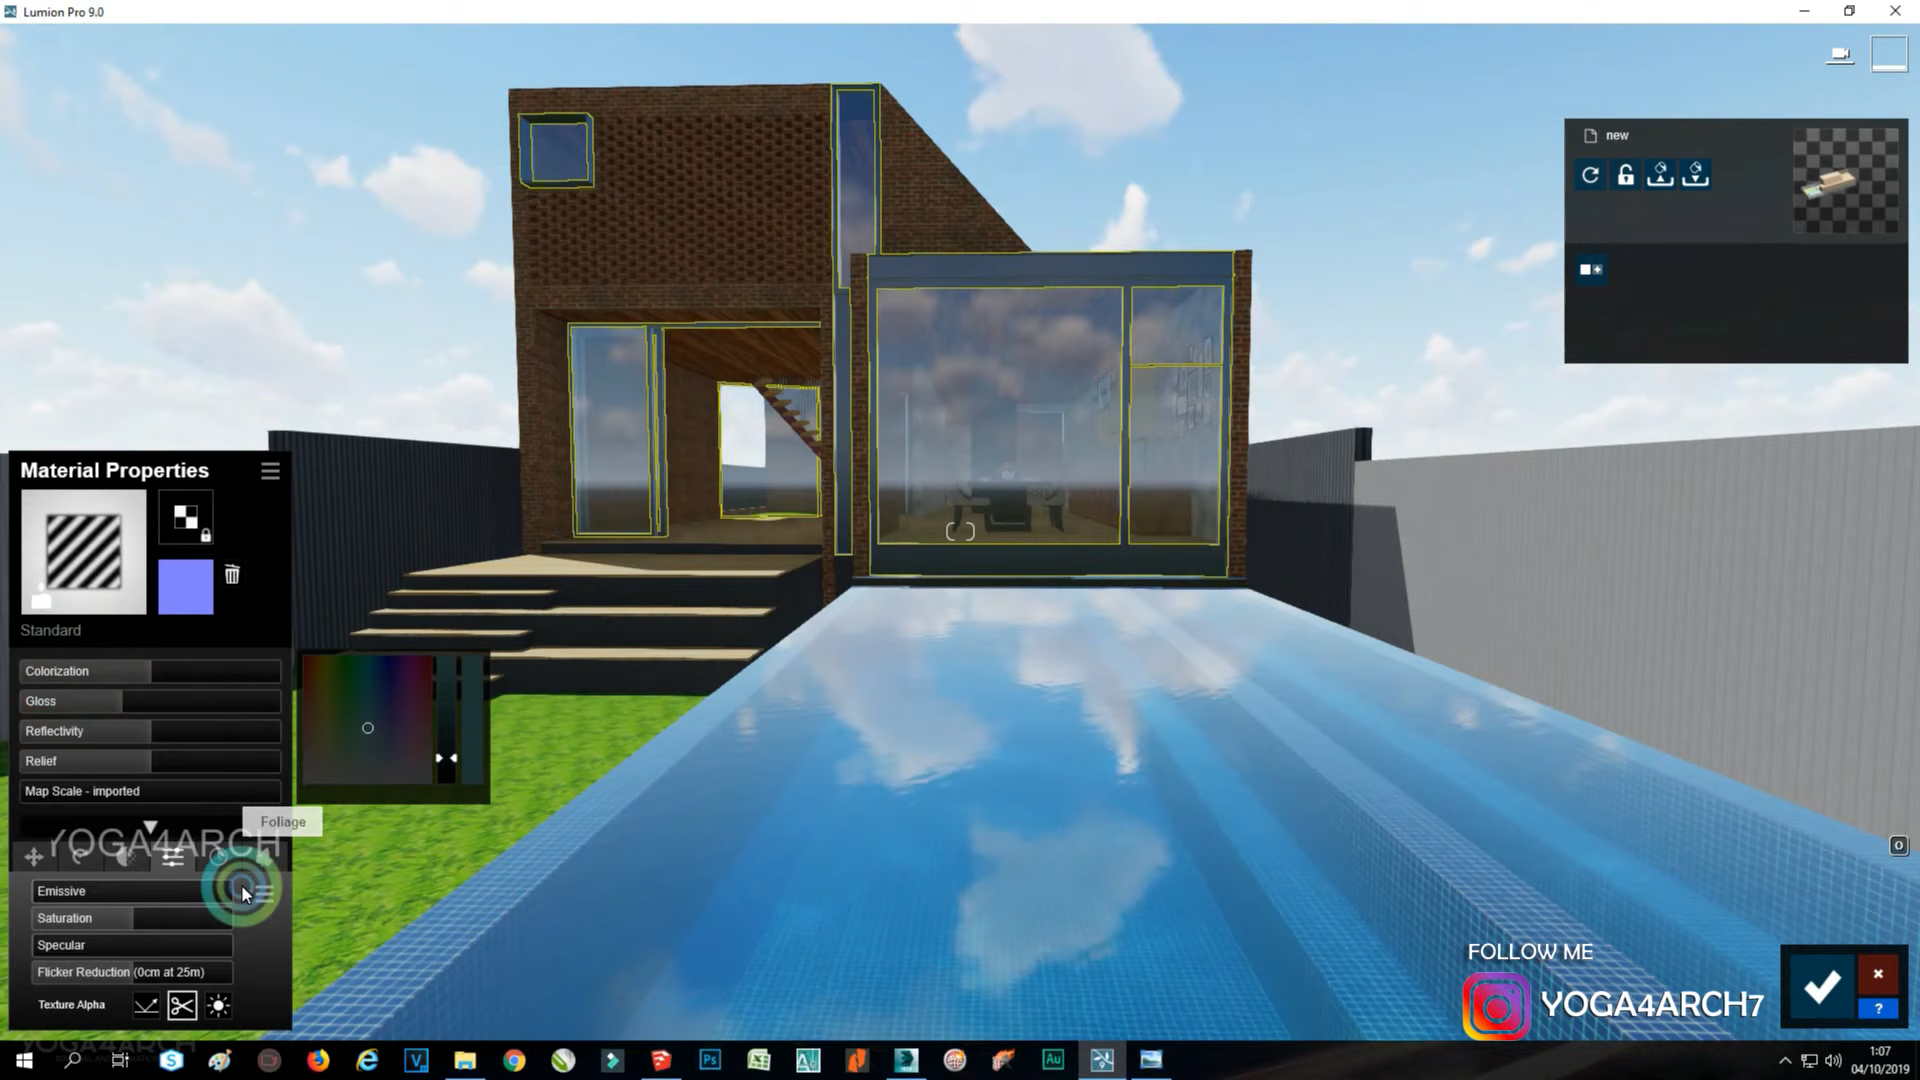 Lumion Pro 9.0
new
Material Properties
Standard
Colorization
Gloss
Reflectivity
Relief
Map Scale - imported
Foliage
YOGA4ARCH
Emissive
Saturation
Specular
Flicker Reduction (0cm at 25m)
Texture Alpha
O
FOLLOW ME
YOGA4ARCH7
?
1:07
04/10/2019